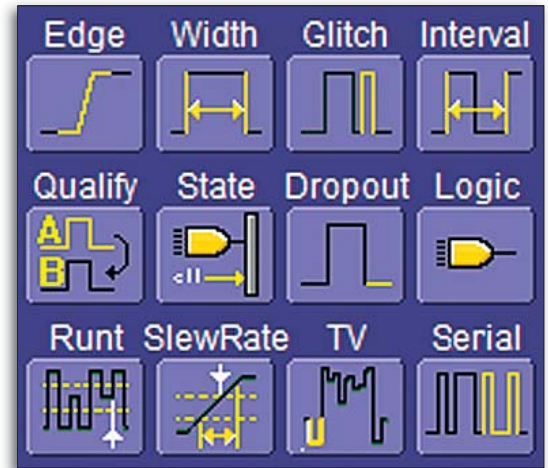 Edge Width Glitch Interval
Qualify State Dropout Logic
A
B
Runt SlewRate TV Serial